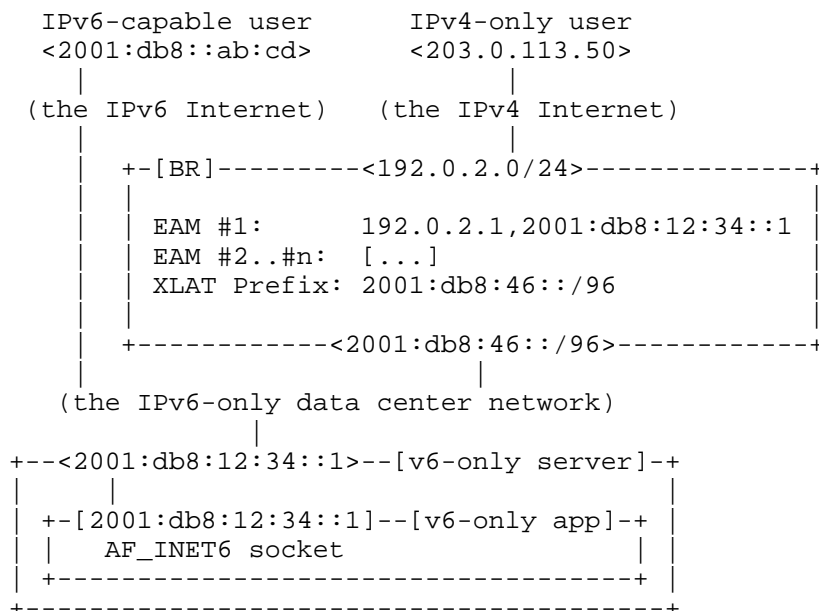 IPv6-capable user      IPv4-only user
<2001:db8::ab:cd>      <203.0.113.50>
(the IPv6 Internet)   (the IPv4 Internet)
+-[BR]---------<192.0.2.0/24>--------------+
EAM #1:      192.0.2.1,2001:db8:12:34::1
EAM #2..#n:  [...]
XLAT Prefix: 2001:db8:46::/96
+------------<2001:db8:46::/96>------------+
(the IPv6-only data center network)
+--<2001:db8:12:34::1>--[v6-only server]-+
+-[2001:db8:12:34::1]--[v6-only app]-+
AF_INET6 socket